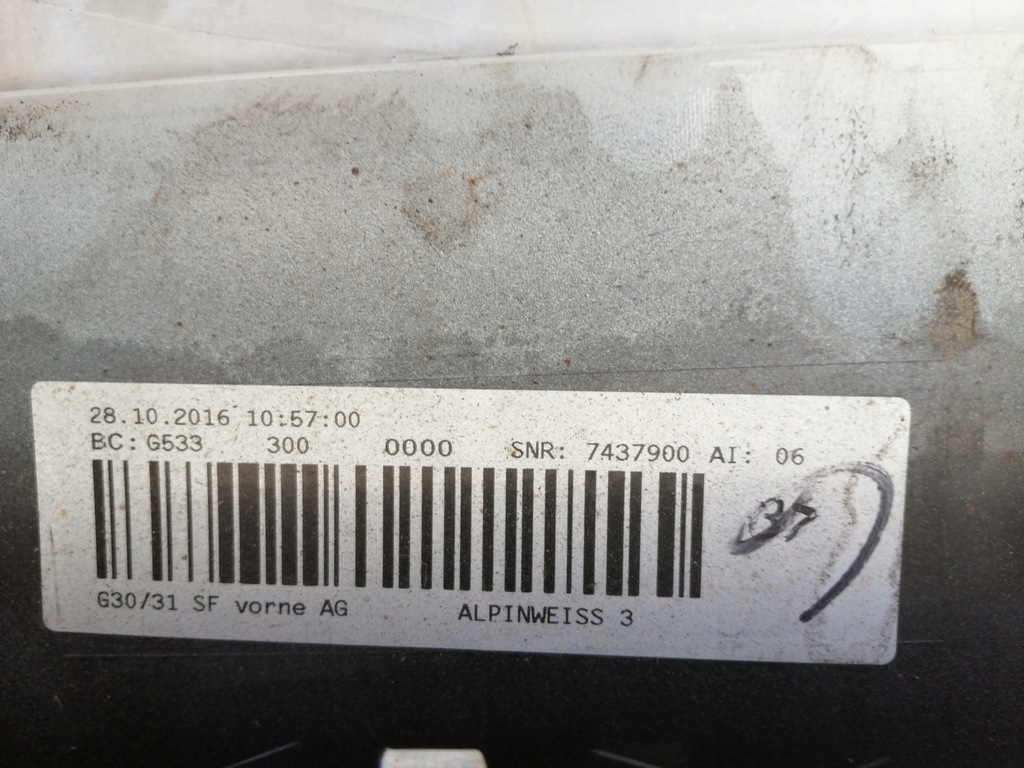 28.10.2016 10:57:00
BC: G533 300 0000 SNR: 7437900 AI: 06
G30/31 SF vorne AG ALPINWEISS 3